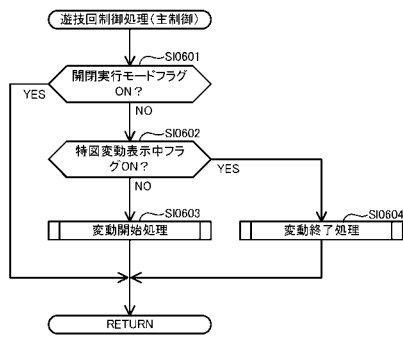 遊技回制御処理(主制御)
SI0601
開閉実行モードフラグ
ON？
YES
NO
SI0602
特図変動表示中フラ
グON？
YES
NO
SI0603
変動開始処理
SI0604
変動終了処理
RETURN